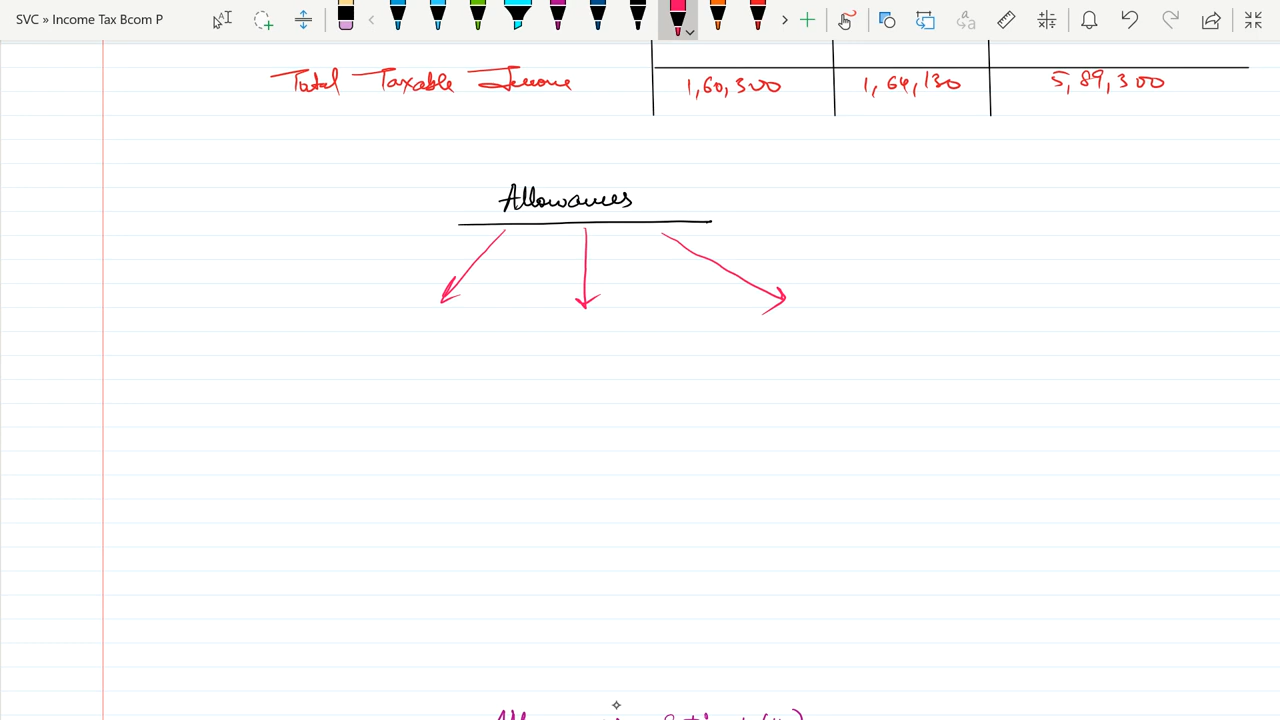 SVC » Income Tax Bcom P
Total Taxable Income 1,60,300 1,64,130 5,89,300
Allowances